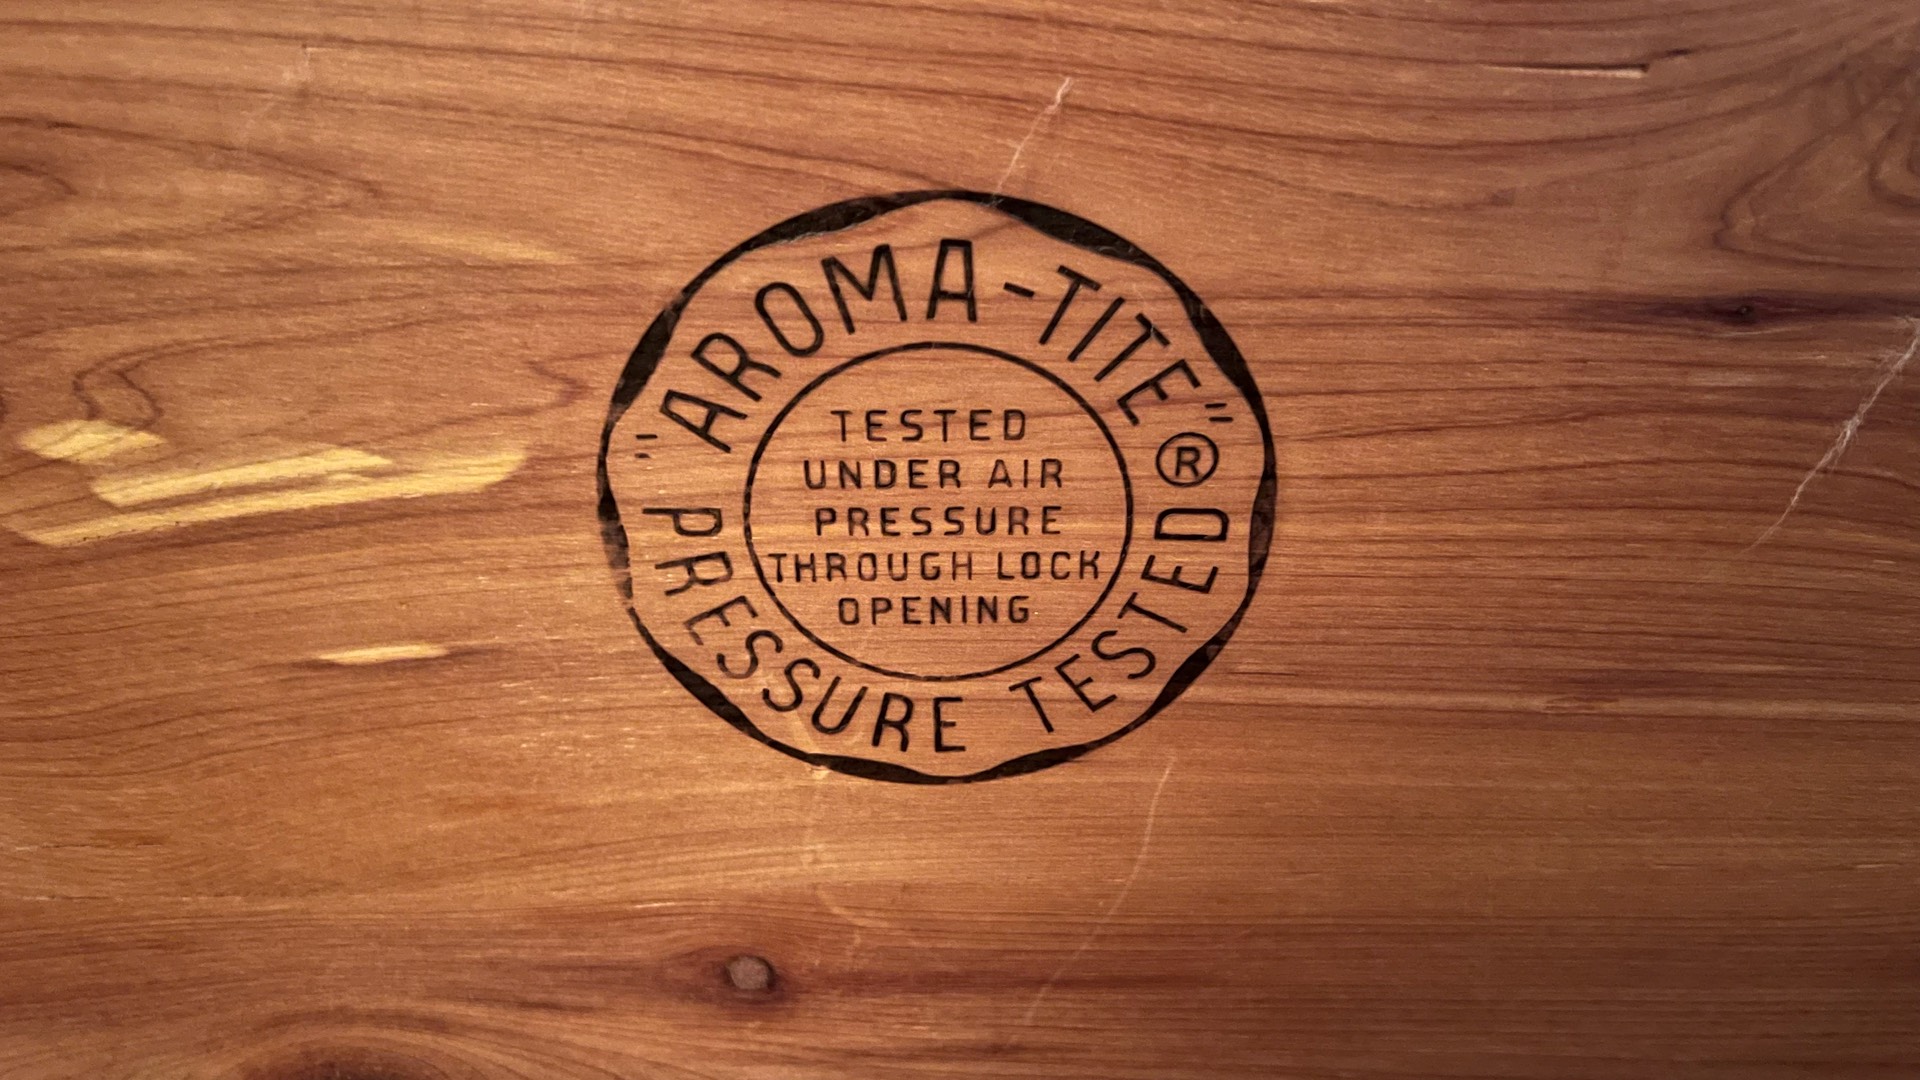 "AROMA-TITE"®
TESTED
UNDER AIR
PRESSURE
THROUGH LOCK
OPENING
PRESSURE TESTED